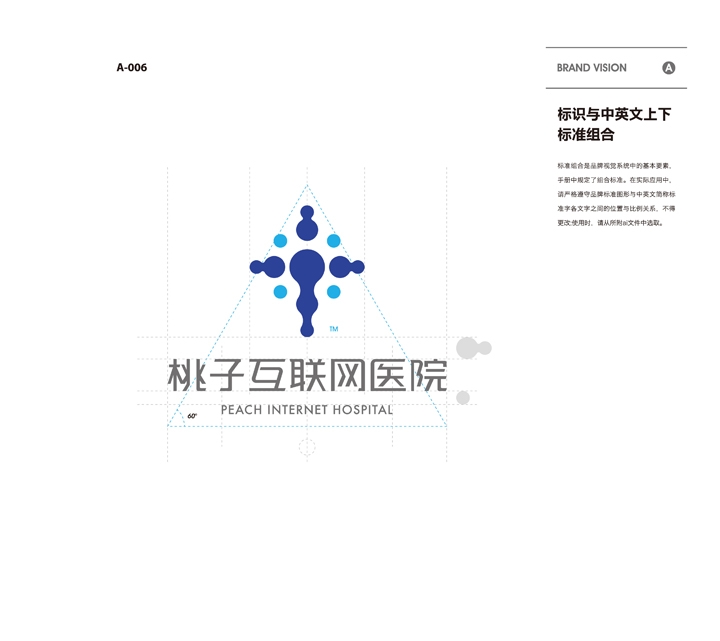 A-006
BRAND VISION A
标识与中英文上下
标准组合
标准组合是品牌视觉系统中的基本要素,
手册中规定了组合标准。在实际应用中,
请严格遵守品牌标准图形与中英文简称标
准字各文字之间的位置与比例关系, 不得
更改;使用时, 请从所附ai文件中选取。
TM
桃子互联网医院
PEACH INTERNET HOSPITAL
60°